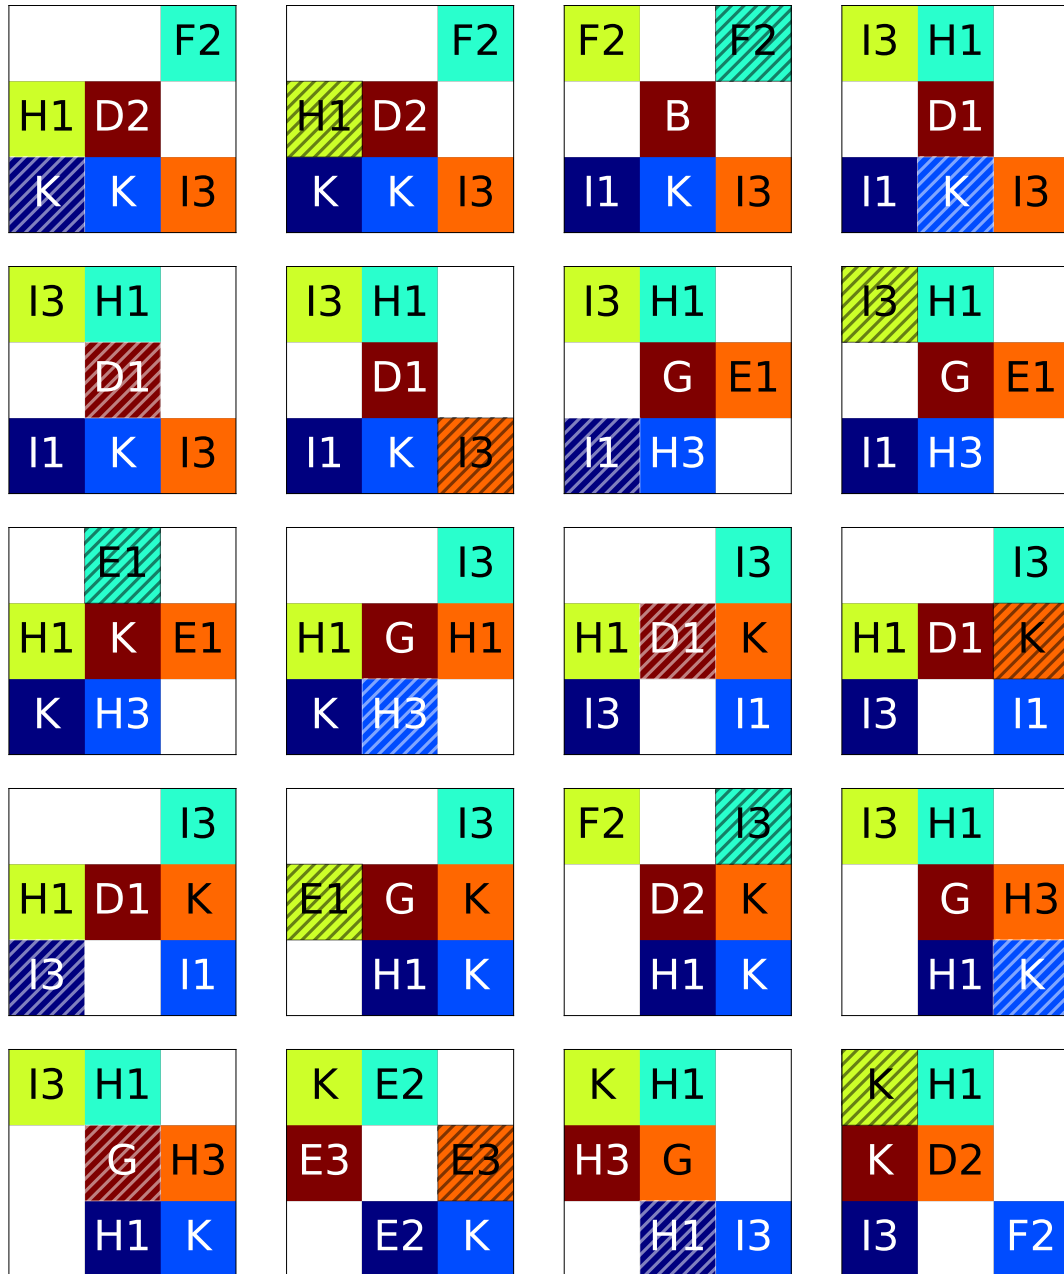 F2 F2 F2 F2 I3 H1
H1 D2 H1 D2 B D1
K K I3 K K I3 I1 K I3 I1 K I3
I3 H1 I3 H1 I3 H1 I3 H1
D1 D1 G E1 G E1
I1 K I3 I1 K I3 I1 H3 I1 H3
E1 I3 I3 I3
H1 K E1 H1 G H1 H1 D1 K H1 D1 K
K H3 K H3 I3 I1 I3 I1
I3 I3 F2 I3 I3 H1
H1 D1 K E1 G K D2 K G H3
I3 I1 H1 K H1 K H1 K
I3 H1 K E2 K H1 K H1
G H3 E3 E3 H3 G K D2
H1 K E2 K H1 I3 I3 F2